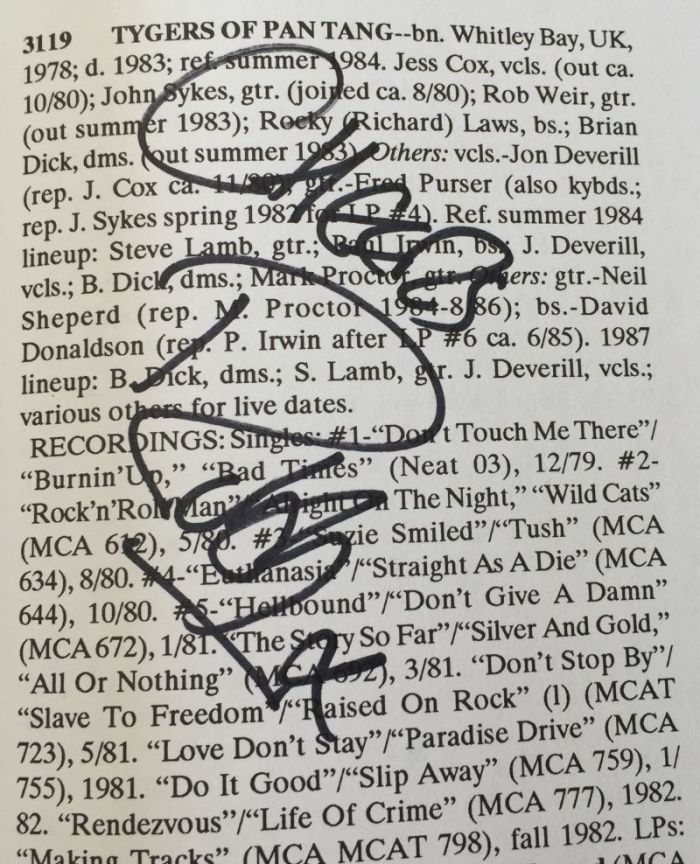 3119 TYGERS OF PAN TANG--bn. Whitley Bay, UK,
1978; d. 1983; ref. summer 1984. Jess Cox, vcls. (out ca.
10/80); John Sykes, gtr. (joined ca. 8/80); Rob Weir, gtr.
(out summer 1983); Rocky (Richard) Laws, bs.; Brian
Dick, dms. (out summer 1983). Others: vcls.-Jon Deverill
(rep. J. Cox ca. 11/80); gtr.-Fred Purser (also kybds.;
rep. J. Sykes spring 1982 for LP #4). Ref. summer 1984
lineup: Steve Lamb, gtr.; Paul Irwin, bs.; J. Deverill,
vcls.; B. Dick, dms.; Mark Proctor, gtr. Others: gtr.-Neil
Sheperd (rep. M. Proctor 1984-8/86); bs.-David
Donaldson (rep. P. Irwin after LP #6 ca. 6/85). 1987
lineup: B. Dick, dms.; S. Lamb, gtr. J. Deverill, vcls.;
various others for live dates.
RECORDINGS: Singles: #1-“Don't Touch Me There”/
“Burnin'Up,” “Bad Times” (Neat 03), 12/79. #2-
“Rock'n'Roll Man”/“Alright On The Night,” “Wild Cats”
(MCA 612), 5/80. #3-“Suzie Smiled”/“Tush” (MCA
634), 8/80. #4-“Euthanasia”/“Straight As A Die” (MCA
644), 10/80. #5-“Hellbound”/“Don't Give A Damn”
(MCA 672), 1/81. “The Story So Far”/“Silver And Gold,”
“All Or Nothing” (MCA 692), 3/81. “Don't Stop By”/
“Slave To Freedom”/“Raised On Rock” (l) (MCAT
723), 5/81. “Love Don't Stay”/“Paradise Drive” (MCA
755), 1981. “Do It Good”/“Slip Away” (MCA 759), 1/
82. “Rendezvous”/“Life Of Crime” (MCA 777), 1982.
“Making Tracks” (MCA MCAT 798), fall 1982. LPs: